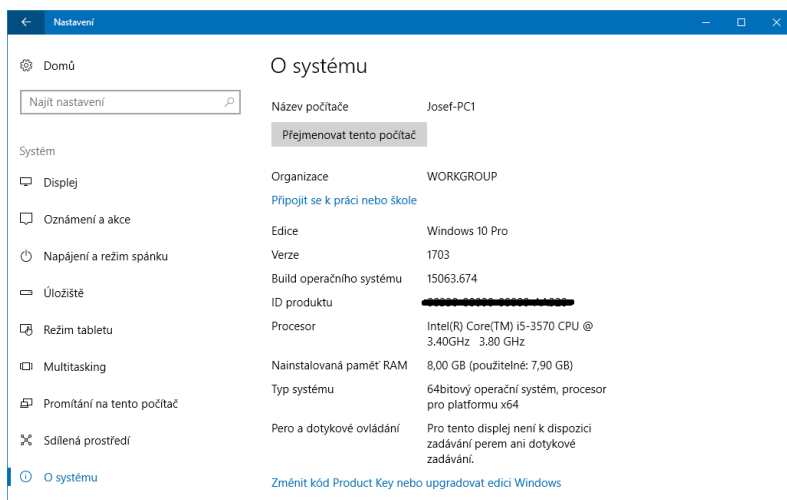 Nastavení
Domů
Najít nastavení
Systém
Displej
Oznámení a akce
Napájení a režim spánku
Úložiště
Režim tabletu
Multitasking
Promítání na tento počítač
Sdílená prostředí
O systému
O systému
Název počítače Josef-PC1
Přejmenovat tento počítač
Organizace WORKGROUP
Připojit se k práci nebo škole
Edice Windows 10 Pro
Verze 1703
Build operačního systému 15063.674
ID produktu
Procesor Intel(R) Core(TM) i5-3570 CPU @
3.40GHz 3.80 GHz
Nainstalovaná paměť RAM 8,00 GB (použitelné: 7,90 GB)
Typ systému 64bitový operační systém, procesor
pro platformu x64
Pero a dotykové ovládání Pro tento displej není k dispozici
zadávání perem ani dotykové
zadávání.
Změnit kód Product Key nebo upgradovat edici Windows